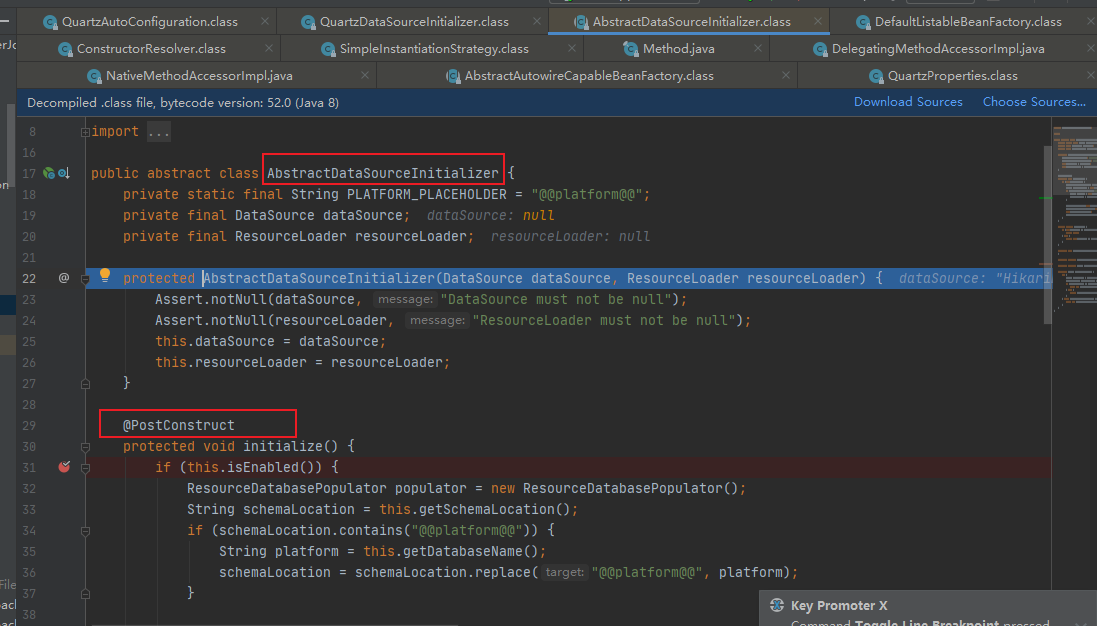 QuartzAutoConfiguration.class QuartzDataSourceInitializer.class AbstractDataSourceInitializer.class DefaultListableBeanFactory.class
ConstructorResolver.class SimpleInstantiationStrategy.class Method.java DelegatingMethodAccessorImpl.java
NativeMethodAccessorImpl.java AbstractAutowireCapableBeanFactory.class QuartzProperties.class
Decompiled .class file, bytecode version: 52.0 (Java 8) Download Sources Choose Sources...
8 import ...
16
17 public abstract class AbstractDataSourceInitializer {
18 private static final String PLATFORM_PLACEHOLDER = "@@platform@@";
19 private final DataSource dataSource; dataSource: null
20 private final ResourceLoader resourceLoader; resourceLoader: null
21
22 @ protected AbstractDataSourceInitializer(DataSource dataSource, ResourceLoader resourceLoader) { dataSource: "Hikari
23 Assert.notNull(dataSource, message: "DataSource must not be null");
24 Assert.notNull(resourceLoader, message: "ResourceLoader must not be null");
25 this.dataSource = dataSource;
26 this.resourceLoader = resourceLoader;
27 }
28
29 @PostConstruct
30 protected void initialize() {
31 if (this.isEnabled()) {
32 ResourceDatabasePopulator populator = new ResourceDatabasePopulator();
33 String schemaLocation = this.getSchemaLocation();
34 if (schemaLocation.contains("@@platform@@")) {
35 String platform = this.getDatabaseName();
36 schemaLocation = schemaLocation.replace( target: "@@platform@@", platform);
37 }
38
Key Promoter X
Command Toggle Line Breakpoint pressed